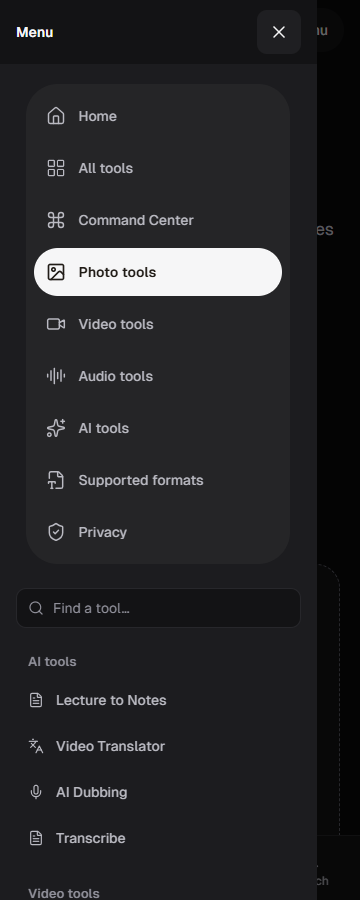 Menu
Home
All tools
Command Center
Photo tools
Video tools
Audio tools
AI tools
Supported formats
Privacy
Find a tool...
AI tools
Lecture to Notes
Video Translator
AI Dubbing
Transcribe
Video tools